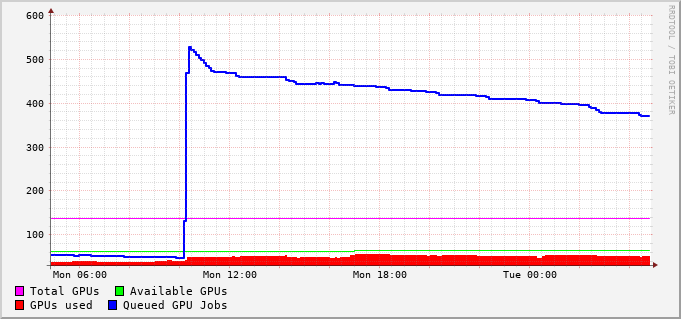 600
500
400
300
200
100
Mon 06:00 Mon 12:00 Mon 18:00 Tue 00:00
Total GPUs Available GPUs
GPUs used Queued GPU Jobs
RRDTOOL / TOBI OETIKER